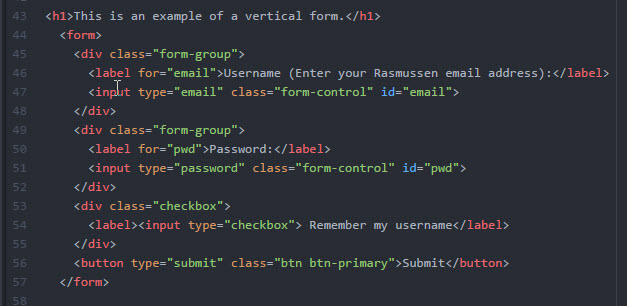 43 <h1>This is an example of a vertical form.</h1>
44 <form>
45 <div class="form-group">
46 <label for="email">Username (Enter your Rasmussen email address):</label>
47 <input type="email" class="form-control" id="email">
48 </div>
49 <div class="form-group">
50 <label for="pwd">Password:</label>
51 <input type="password" class="form-control" id="pwd">
52 </div>
53 <div class="checkbox">
54 <label><input type="checkbox"> Remember my username</label>
55 </div>
56 <button type="submit" class="btn btn-primary">Submit</button>
57 </form>
58